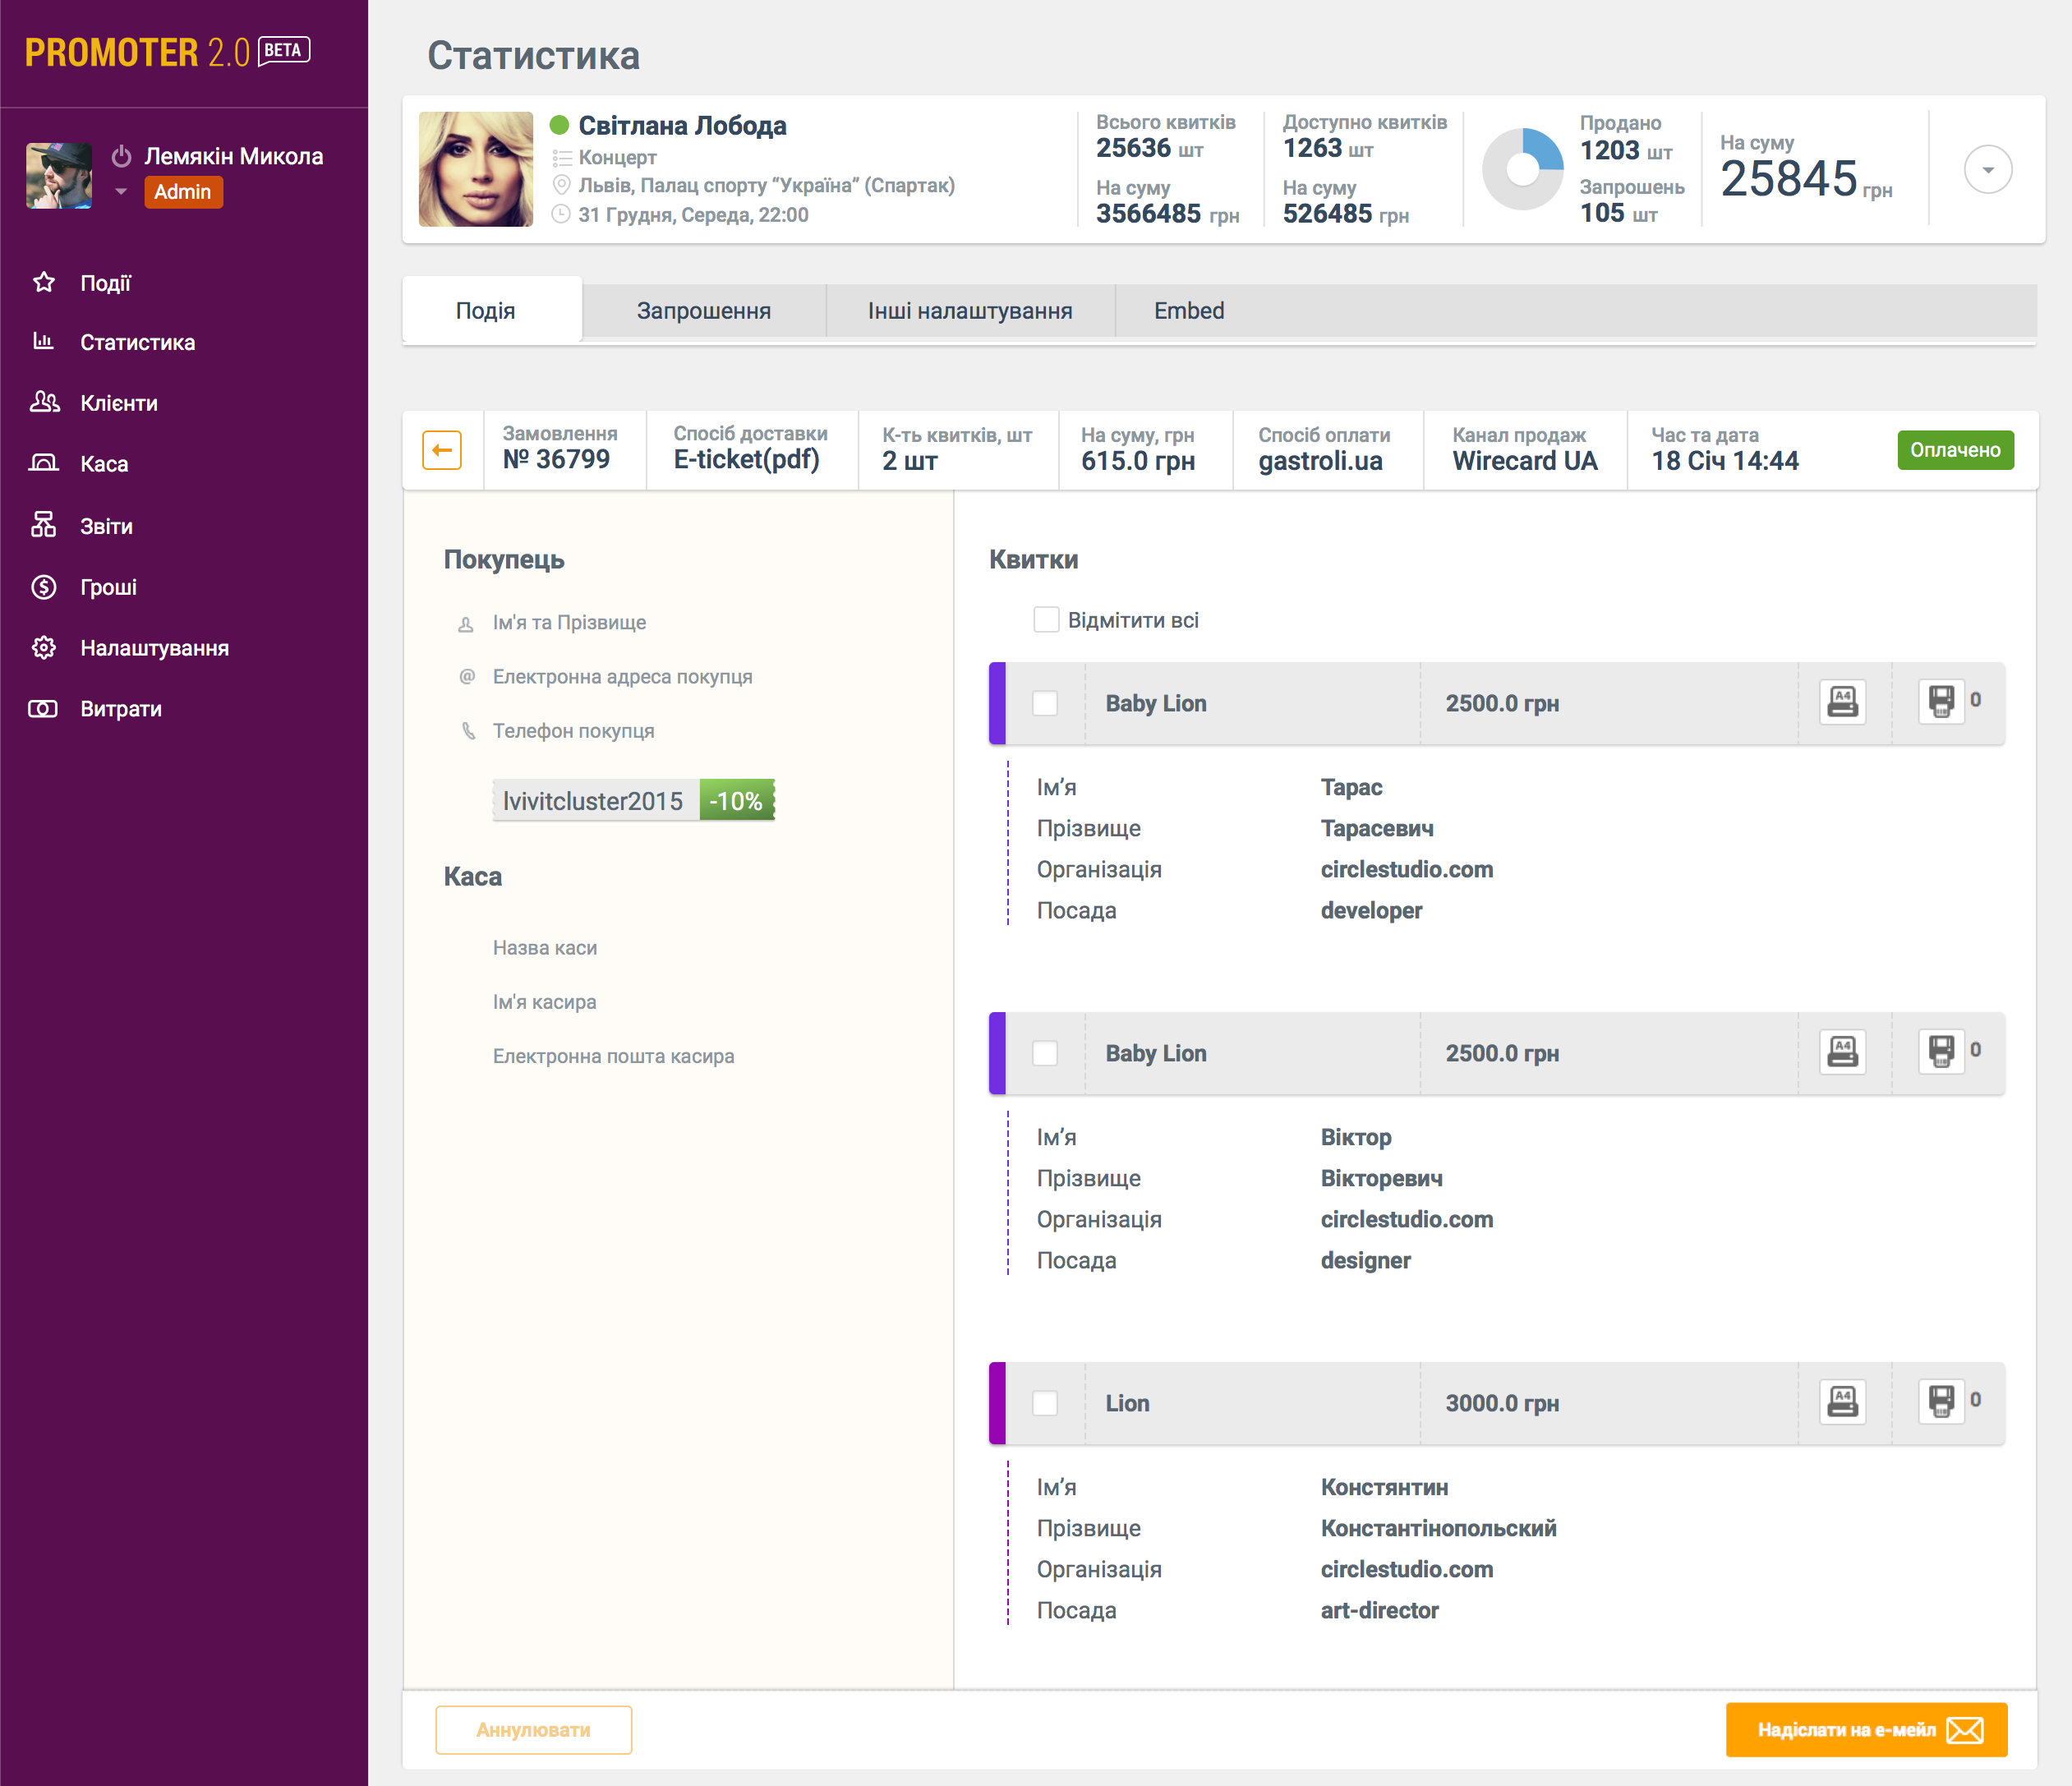 PROMOTER 2.0 BETA
Лемякін Микола
Admin
Події
Статистика
Клієнти
Каса
Звіти
Гроші
Налаштування
Витрати
Статистика
Світлана Лобода
Концерт
Львів, Палац спорту “Україна” (Спартак)
31 Грудня, Середа, 22:00
Всього квитків
25636 шт
На суму
3566485 грн
Доступно квитків
1263 шт
На суму
526485 грн
Продано
1203 шт
Запрошень
105 шт
На суму
25845 грн
Подія
Запрошення
Інші налаштування
Embed
Замовлення
№ 36799
Спосіб доставки
E-ticket(pdf)
К-ть квитків, шт
2 шт
На суму, грн
615.0 грн
Спосіб оплати
gastroli.ua
Канал продаж
Wirecard UA
Час та дата
18 Січ 14:44
Оплачено
Покупець
Ім'я та Прізвище
@ Електронна адреса покупця
Телефон покупця
lvivitcluster2015 -10%
Каса
Назва каси
Ім'я касира
Електронна пошта касира
Квитки
Відмітити всі
Baby Lion 2500.0 грн A4 0
Ім’я Тарас
Прізвище Тарасевич
Організація circlestudio.com
Посада developer
Baby Lion 2500.0 грн A4 0
Ім’я Віктор
Прізвище Вікторевич
Організація circlestudio.com
Посада designer
Lion 3000.0 грн A4 0
Ім’я Констянтин
Прізвище Константінопольский
Організація circlestudio.com
Посада art-director
Аннулювати
Надіслати на е-мейл